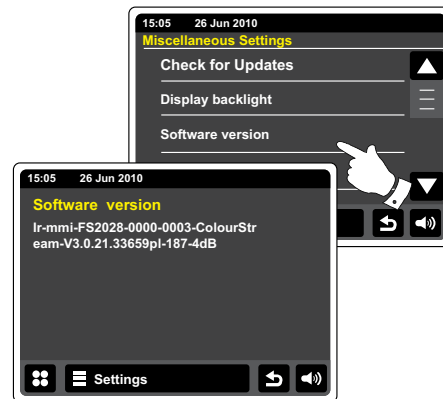 15:05 26 Jun 2010
Miscellaneous Settings
Check for Updates
Display backlight
Software version
15:05 26 Jun 2010
Software version
Ir-mmi-FS2028-0000-0003-ColourStr
eam-V3.0.21.33659pl-187-4dB
Settings